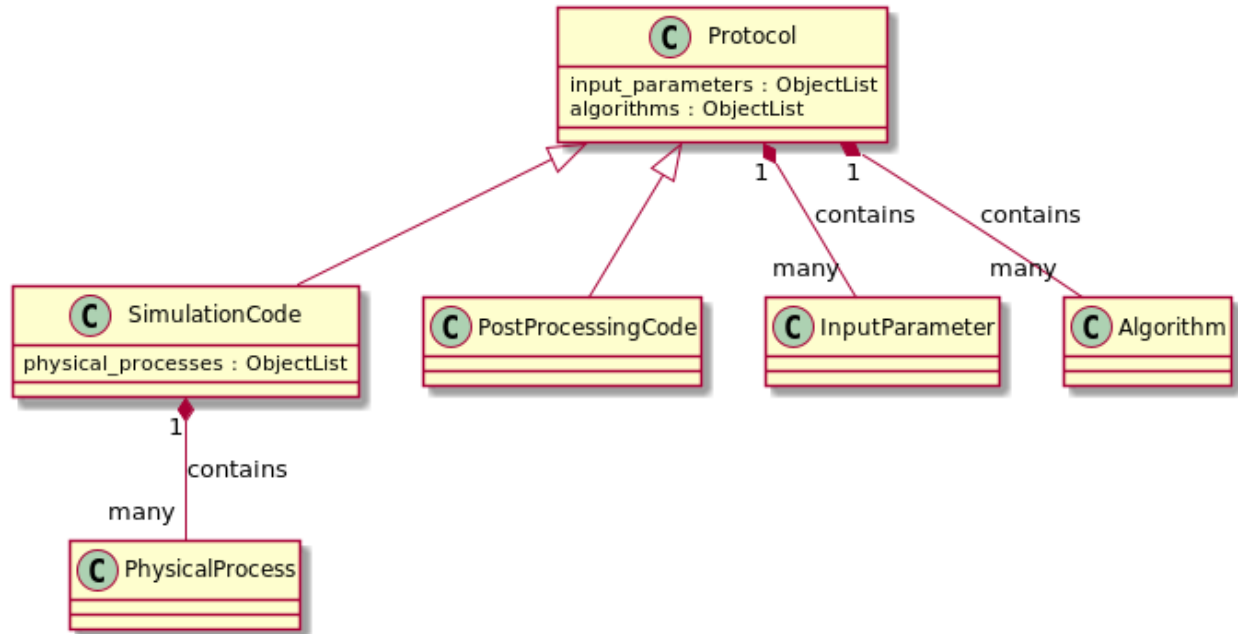 C Protocol
input_parameters : ObjectList
algorithms : ObjectList
1
1
contains
contains
many
many
C SimulationCode
physical_processes : ObjectList
C PostProcessingCode
C InputParameter
C Algorithm
1
contains
many
C PhysicalProcess